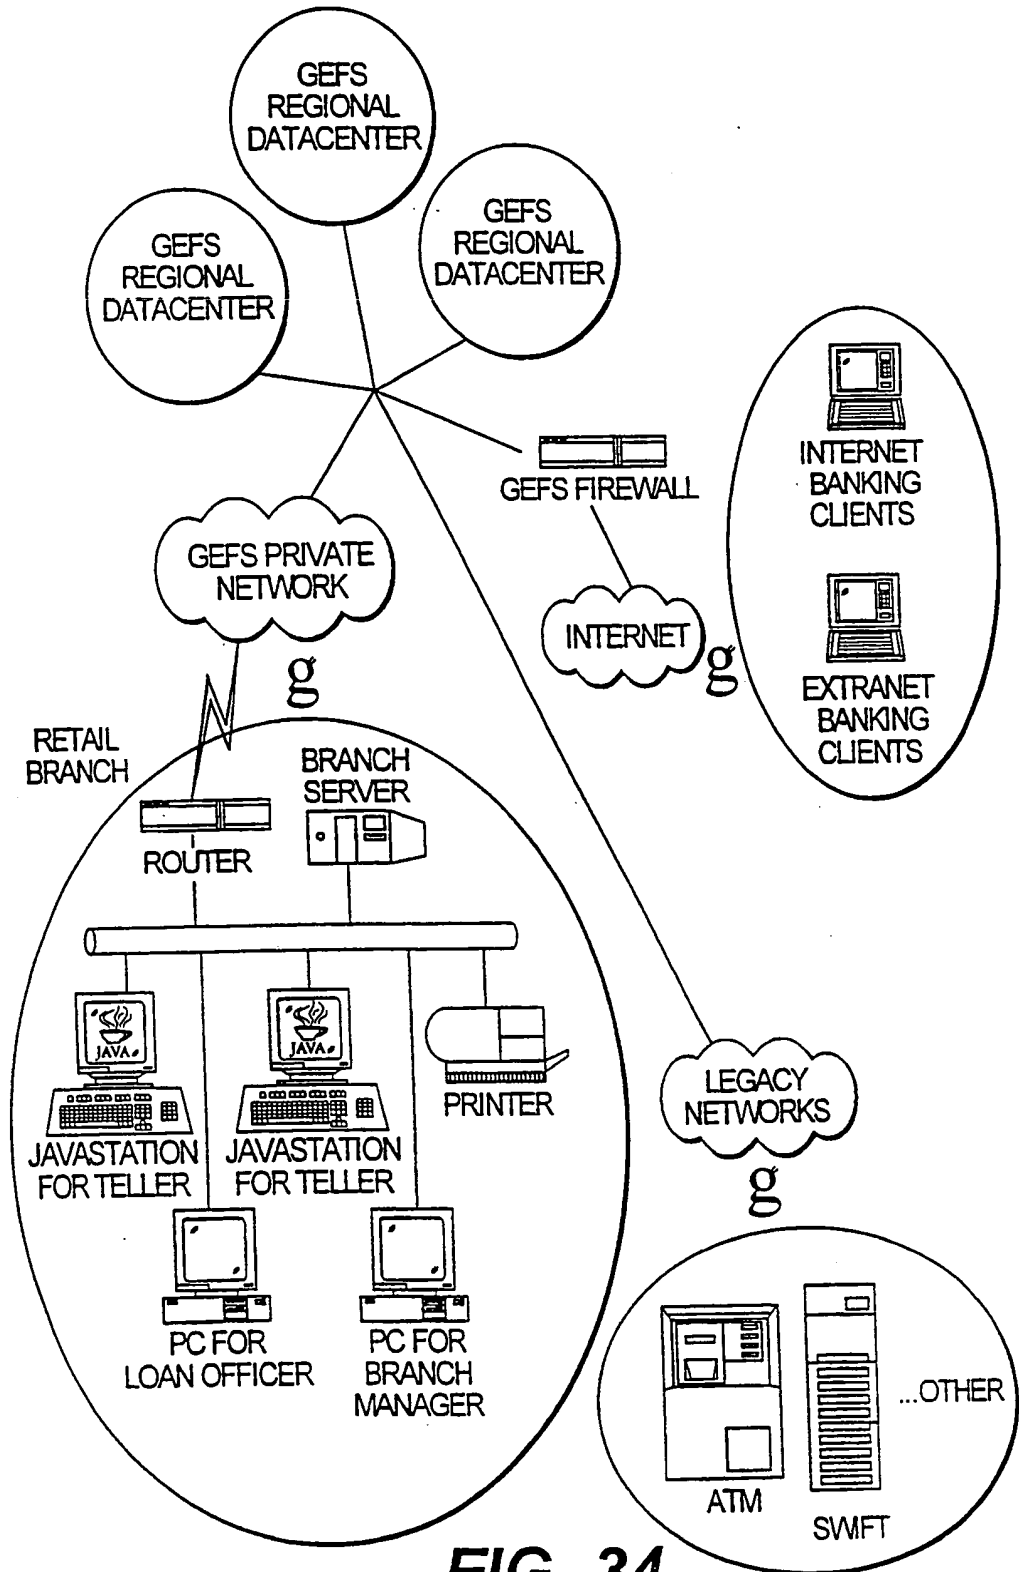 GEFS
REGIONAL
DATACENTER
GEFS
REGIONAL
DATACENTER
GEFS
REGIONAL
DATACENTER
INTERNET
BANKING
CLIENTS
GEFS FIREWALL
GEFS PRIVATE
NETWORK
INTERNET
g
g
EXTRANET
BANKING
CLIENTS
RETAIL
BRANCH
BRANCH
SERVER
ROUTER
JAVA
JAVA
PRINTER
JAVASTATION
FOR TELLER
JAVASTATION
FOR TELLER
LEGACY
NETWORKS
g
PC FOR
LOAN OFFICER
PC FOR
BRANCH
MANAGER
...OTHER
ATM
SWIFT
FIG. 34